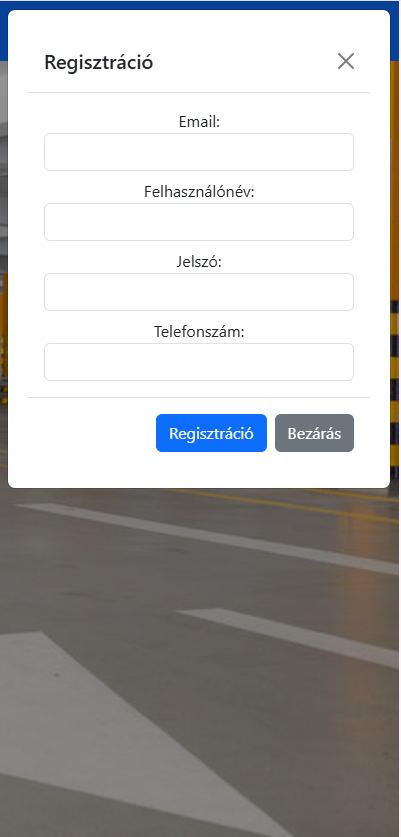 Regisztráció
Email:
Felhasználónév:
Jelszó:
Telefonszám:
Regisztráció Bezárás